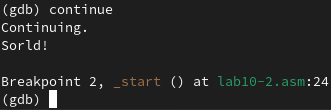 (gdb) continue
Continuing.
Sorld!
Breakpoint 2, _start () at lab10-2.asm:24
(gdb)